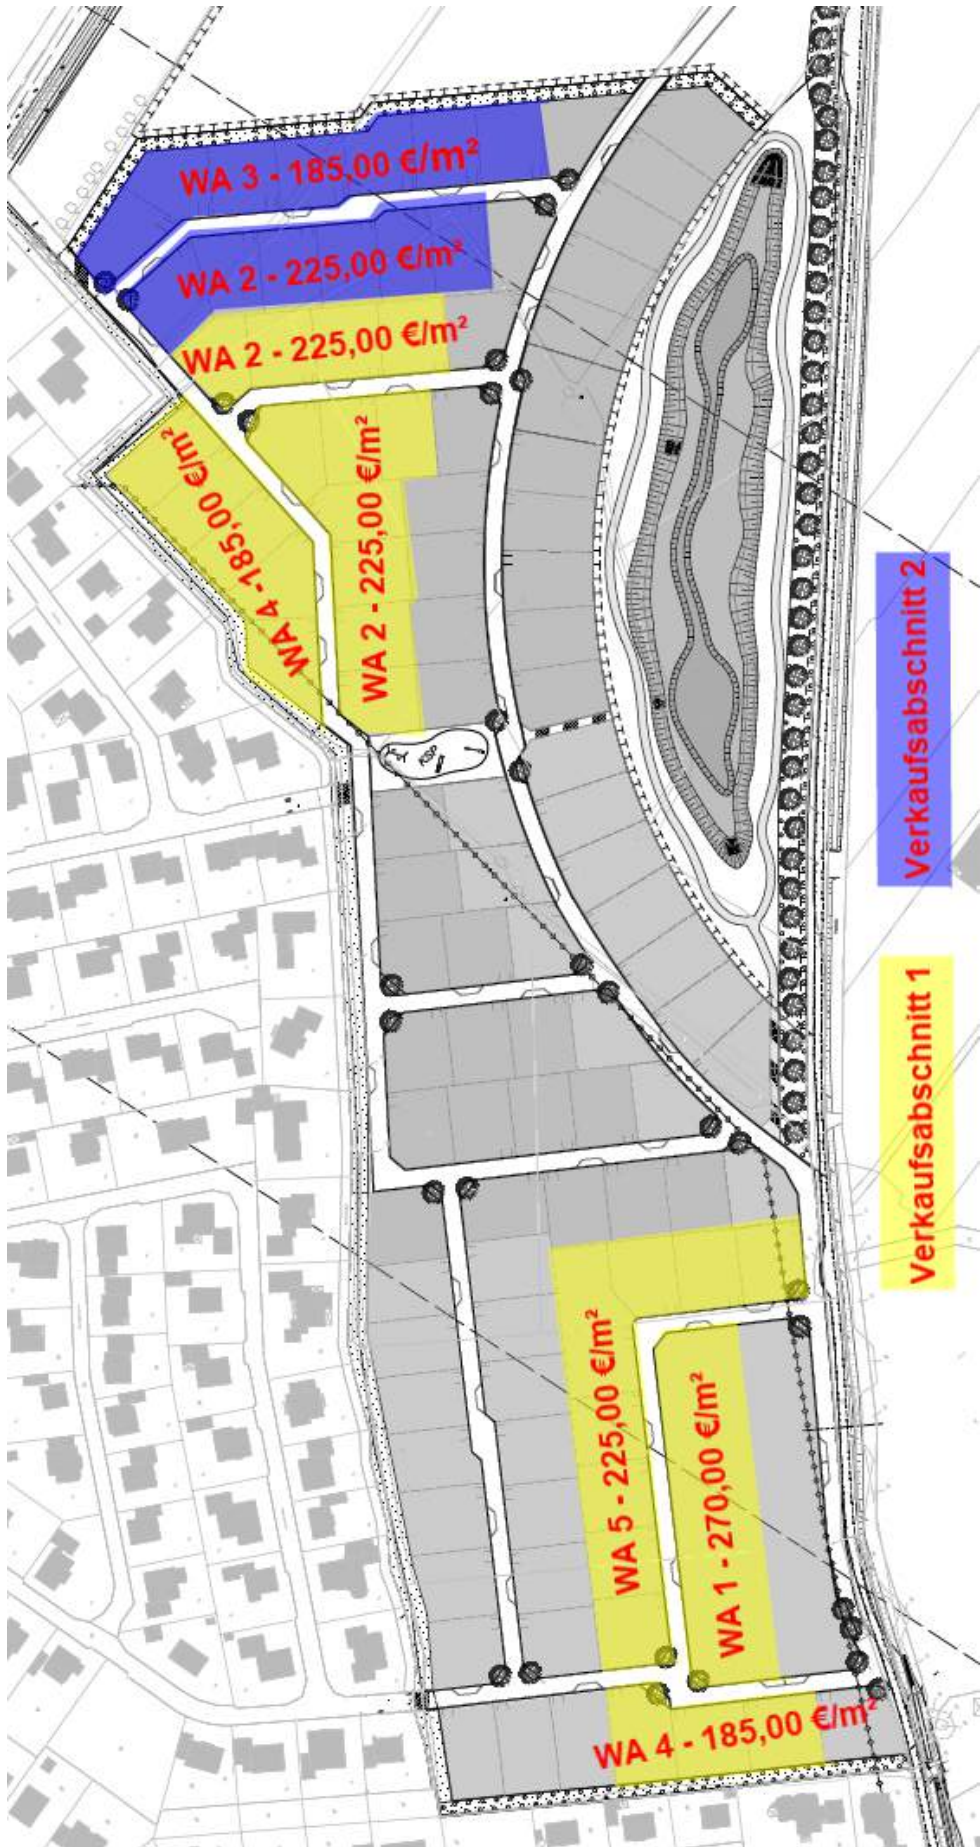 WA 3 - 185,00 €/m²
WA 2 - 225,00 €/m²
WA 2 - 225,00 €/m²
WA 4 -185,00 €/m²
WA 2 - 225,00 €/m²
Verkaufsabschnitt 2
Verkaufsabschnitt 1
WA 5 - 225,00 €/m²
WA 1 - 270,00 €/m²
WA 4 - 185,00 €/m²